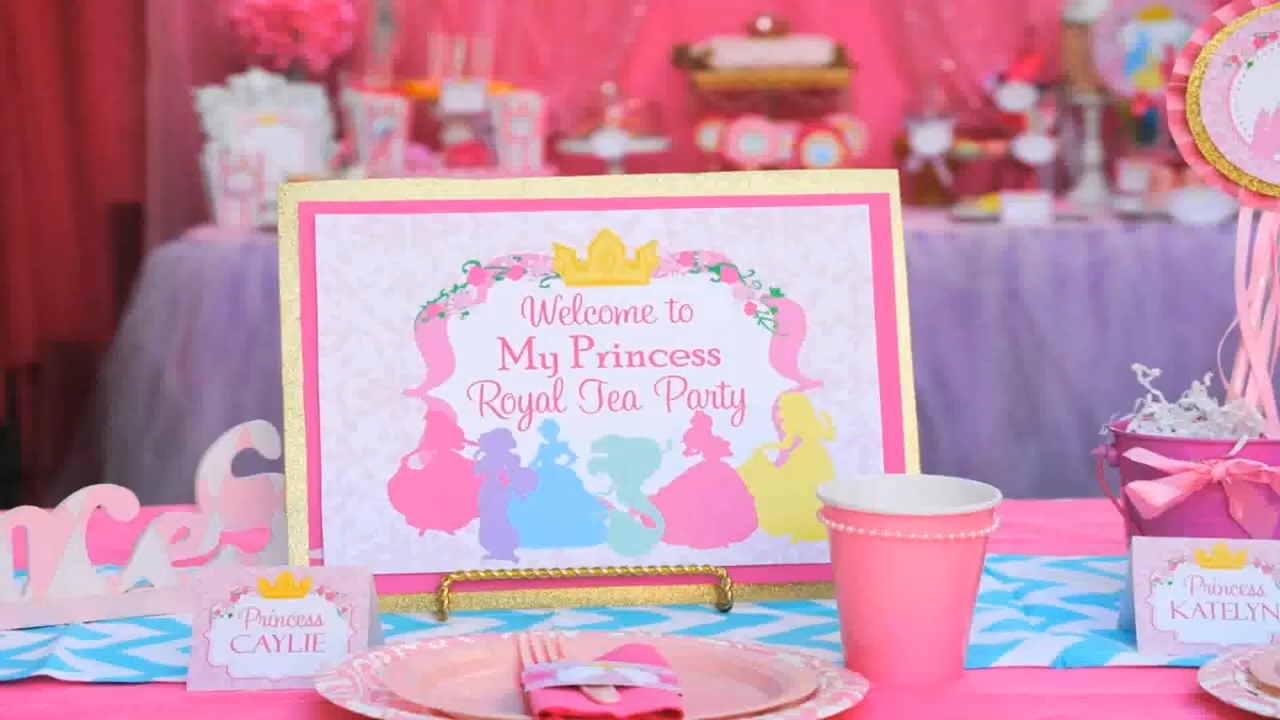 Welcome to
My Princess
Royal Tea Party
Princess
CAYLIE
Princess
KATELYN